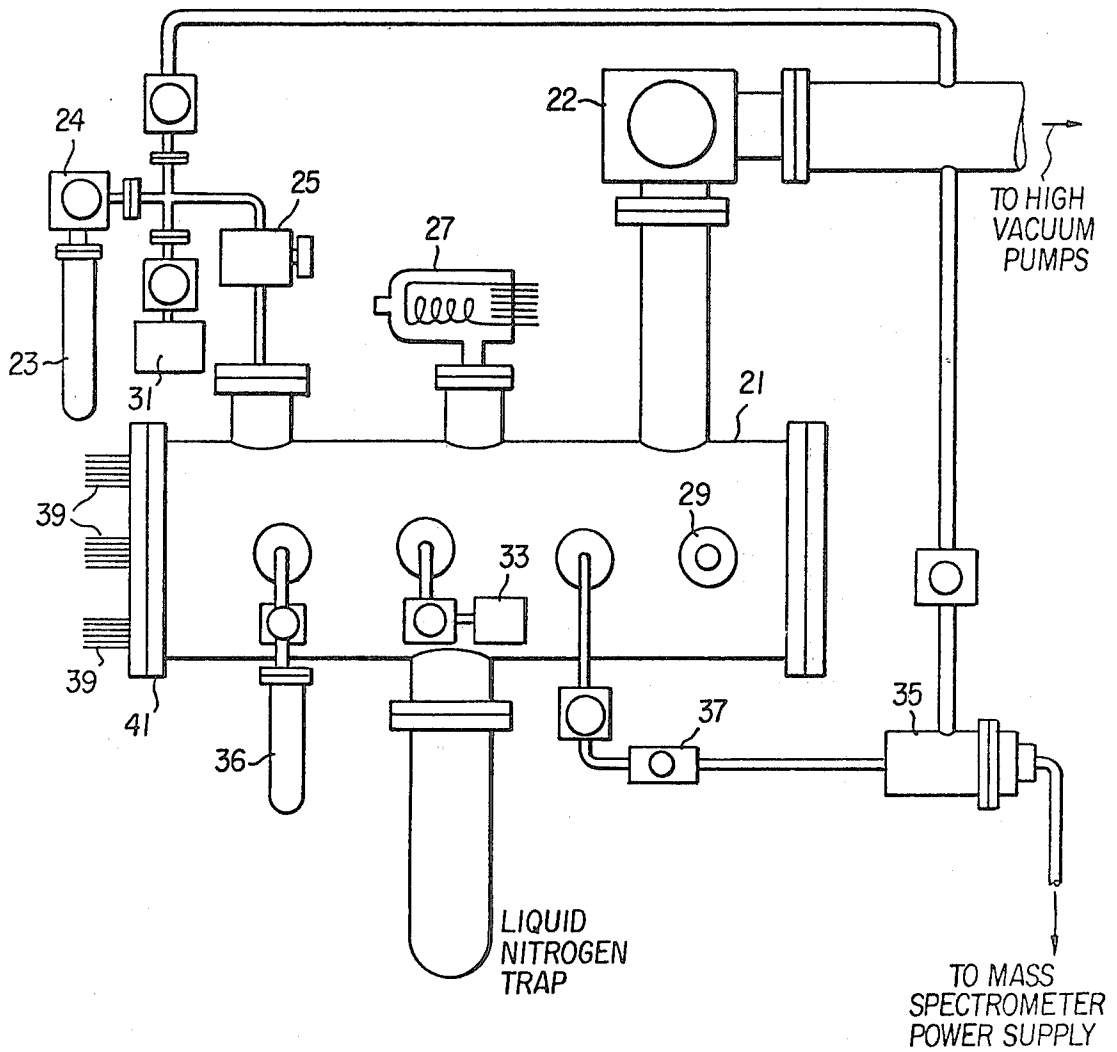 24
22
25
27
TO HIGH
VACUUM
PUMPS
23
31
21
39
29
33
39
41
36
37
35
LIQUID
NITROGEN
TRAP
TO MASS
SPECTROMETER
POWER SUPPLY